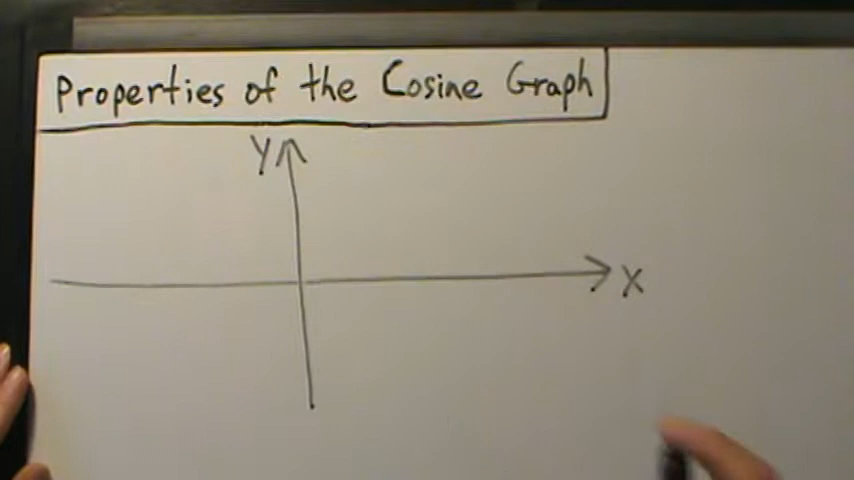 Properties of the Cosine Graph
Y
X